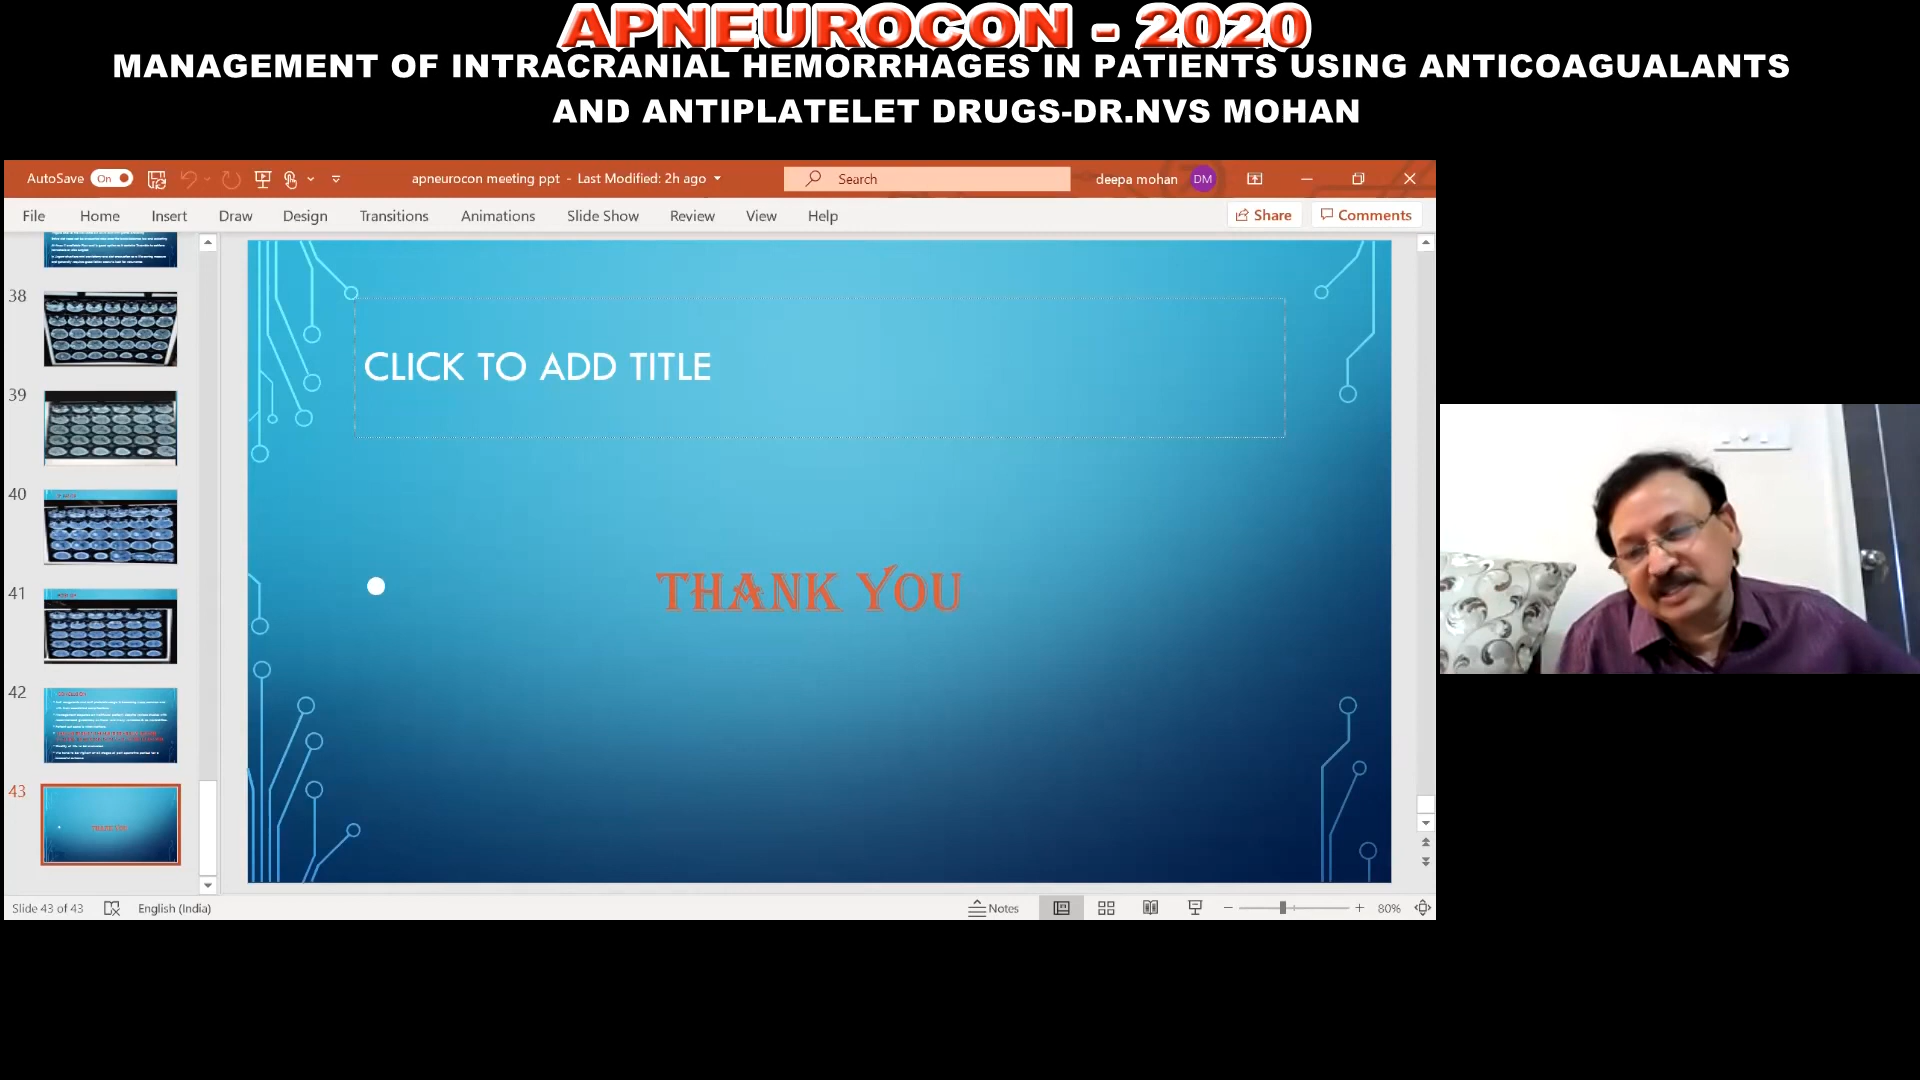 APNEUROCON - 2020
MANAGEMENT OF INTRACRANIAL HEMORRHAGES IN PATIENTS USING ANTICOAGUALANTS
AND ANTIPLATELET DRUGS-DR.NVS MOHAN
AutoSave On apneurocon meeting ppt - Last Modified: 2h ago Search deepa mohan DM
File Home Insert Draw Design Transitions Animations Slide Show Review View Help Share Comments
38
39
40
41
42
CONCLUSION
43
THANK YOU
CLICK TO ADD TITLE
THANK YOU
Slide 43 of 43 English (India) Notes 80%